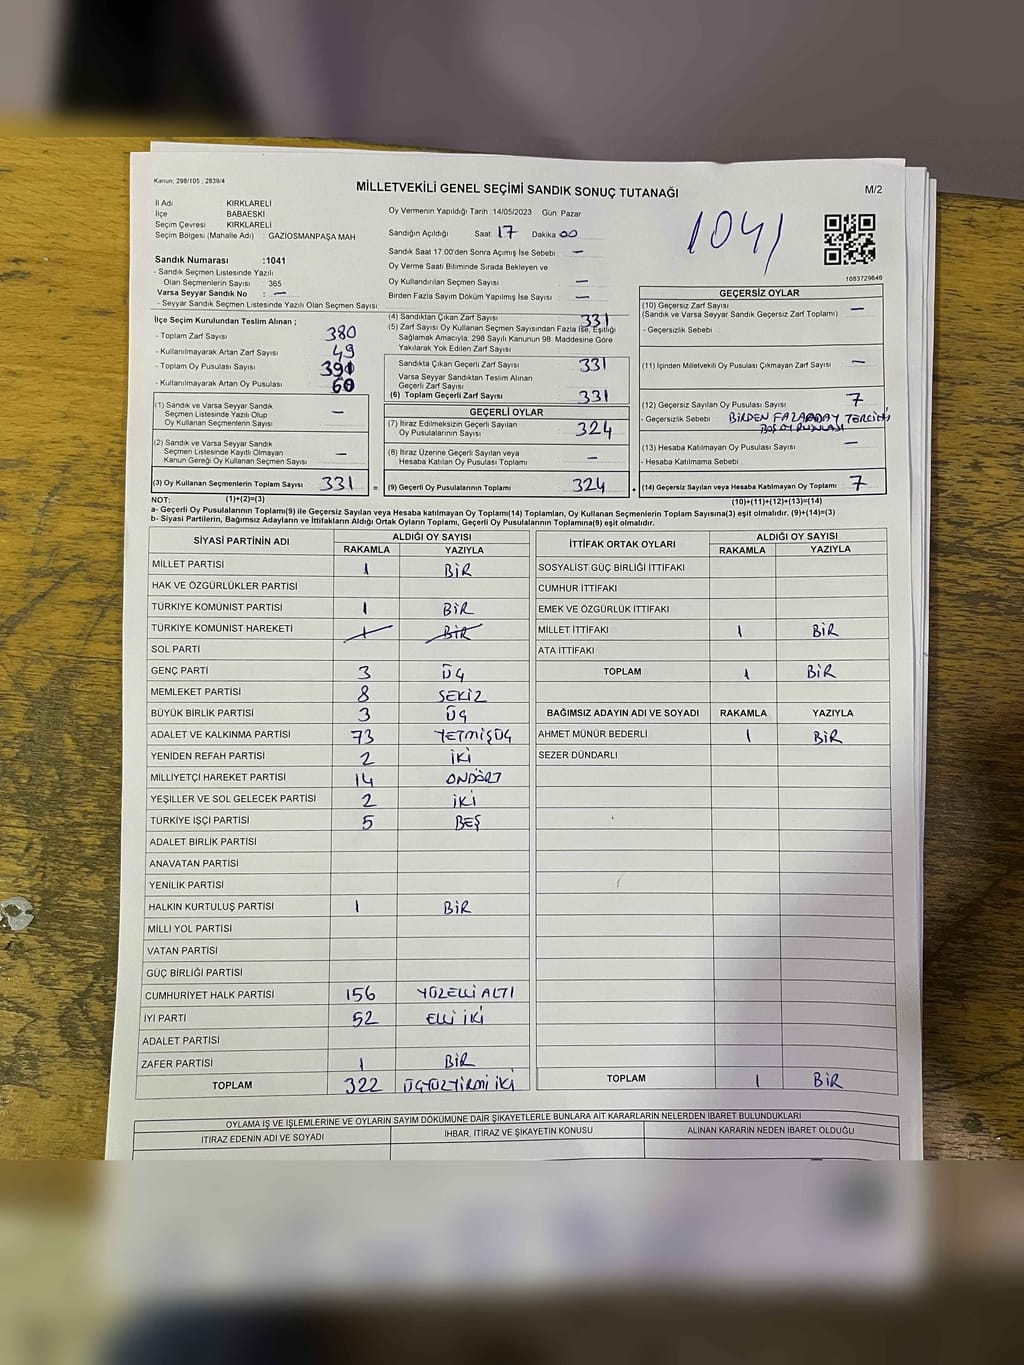 Kanun: 298/105 , 2839/4
MİLLETVEKİLİ GENEL SEÇİMİ SANDIK SONUÇ TUTANAĞI
M/2
İl Adı KIRKLARELİ
İlçe BABAESKİ
Seçim Çevresi KIRKLARELİ
Seçim Bölgesi (Mahalle Adı) : GAZİOSMANPAŞA MAH
Sandık Numarası :1041
- Sandık Seçmen Listesinde Yazılı
Olan Seçmenlerin Sayısı : 365
Varsa Seyyar Sandık No : —
- Seyyar Sandık Seçmen Listesinde Yazılı Olan Seçmen Sayısı:
Oy Vermenin Yapıldığı Tarih :14/05/2023 Gün: Pazar
Sandığın Açıldığı Saat 17 Dakika 00
Sandık Saat 17:00'den Sonra Açımış İse Sebebi —
Oy Verme Saati Bitiminde Sırada Bekleyen ve
Oy Kullandırılan Seçmen Sayısı —
Birden Fazla Sayım Döküm Yapılmış İse Sayısı —
1041
1083729646
İlçe Seçim Kurulundan Teslim Alınan ;
- Toplam Zarf Sayısı 380
- Kullanılmayarak Artan Zarf Sayısı 49
- Toplam Oy Pusulası Sayısı 391
- Kullanılmayarak Artan Oy Pusulası 60
(1) Sandık ve Varsa Seyyar Sandık
Seçmen Listesinde Yazılı Olup
Oy Kullanan Seçmenlerin Sayısı —
(2) Sandık ve Varsa Seyyar Sandık
Seçmen Listesinde Kayıtlı Olmayan
Kanun Gereği Oy Kullanan Seçmen Sayısı —
(3) Oy Kullanan Seçmenlerin Toplam Sayısı 331 =
(1)+(2)=(3)
(4) Sandıktan Çıkan Zarf Sayısı 331
(5) Zarf Sayısı Oy Kullanan Seçmen Sayısından Fazla İse, Eşitliği
Sağlamak Amacıyla, 298 Sayılı Kanunun 98. Maddesine Göre
Yakılarak Yok Edilen Zarf Sayısı
Sandıkta Çıkan Geçerli Zarf Sayısı 331
Varsa Seyyar Sandıktan Teslim Alınan
Geçerli Zarf Sayısı
(6) Toplam Geçerli Zarf Sayısı 331
GEÇERLİ OYLAR
(7) İtiraz Edilmeksizin Geçerli Sayılan
Oy Pusulalarının Sayısı 324
(8) İtiraz Üzerine Geçerli Sayılan veya
Hesaba Katılan Oy Pusulası Toplamı —
(9) Geçerli Oy Pusulalarının Toplamı 324 +
GEÇERSİZ OYLAR
(10) Geçersiz Zarf Sayısı —
(Sandık ve Varsa Seyyar Sandık Geçersiz Zarf Toplamı)
- Geçersizlik Sebebi
(11) İçinden Milletvekili Oy Pusulası Çıkmayan Zarf Sayısı —
(12) Geçersiz Sayılan Oy Pusulası Sayısı 7
- Geçersizlik Sebebi BİRDEN FAZLA ADAY TERCİHİ
BOŞ OY PUSULASI
(13) Hesaba Katılmayan Oy Pusulası Sayısı —
- Hesaba Katılmama Sebebi
(14) Geçersiz Sayılan veya Hesaba Katılmayan Oy Toplamı 7
(10)+(11)+(12)+(13)=(14)
NOT:
a- Geçerli Oy Pusulaları Toplamı(9) ile Geçersiz Sayılan veya Hesaba katılmayan Oy Toplamı(14) Toplamları, Oy Kullanan Seçmenlerin Toplam Sayısına(3) eşit olmalıdır. (9)+(14)=(3)
b- Siyasi Partilerin, Bağımsız Adayların ve İttifakların Aldığı Ortak Oyların Toplamı, Geçerli Oy Pusulalarının Toplamına(9) eşit olmalıdır.
SİYASİ PARTİNİN ADI ALDIĞI OY SAYISI
RAKAMLA YAZIYLA
MİLLET PARTİSİ 1 BİR
HAK VE ÖZGÜRLÜKLER PARTİSİ
TÜRKİYE KOMÜNİST PARTİSİ 1 BİR
TÜRKİYE KOMÜNİST HAREKETİ 1 BİR
SOL PARTİ
GENÇ PARTİ 3 ÜÇ
MEMLEKET PARTİSİ 8 SEKİZ
BÜYÜK BİRLİK PARTİSİ 3 ÜÇ
ADALET VE KALKINMA PARTİSİ 73 YETMİŞÜÇ
YENİDEN REFAH PARTİSİ 2 İKİ
MİLLİYETÇİ HAREKET PARTİSİ 14 ONDÖRT
YEŞİLLER VE SOL GELECEK PARTİSİ 2 İKİ
TÜRKİYE İŞÇİ PARTİSİ 5 BEŞ
ADALET BİRLİK PARTİSİ
ANAVATAN PARTİSİ
YENİLİK PARTİSİ
HALKIN KURTULUŞ PARTİSİ 1 BİR
MİLLİ YOL PARTİSİ
VATAN PARTİSİ
GÜÇ BİRLİĞİ PARTİSİ
CUMHURİYET HALK PARTİSİ 156 YÜZELLİ ALTI
İYİ PARTİ 52 ELLİ İKİ
ADALET PARTİSİ
ZAFER PARTİSİ 1 BİR
TOPLAM 322 ÜÇYÜZYİRMİ İKİ
İTTİFAK ORTAK OYLARI ALDIĞI OY SAYISI
RAKAMLA YAZIYLA
SOSYALİST GÜÇ BİRLİĞİ İTTİFAKI
CUMHUR İTTİFAKI
EMEK VE ÖZGÜRLÜK İTTİFAKI
MİLLET İTTİFAKI 1 BİR
ATA İTTİFAKI
TOPLAM 1 BİR
BAĞIMSIZ ADAYIN ADI VE SOYADI RAKAMLA YAZIYLA
AHMET MÜNÜR BEDERLİ 1 BİR
SEZER DÜNDARLI
TOPLAM 1 BİR
OYLAMA İŞ VE İŞLEMLERİNE VE OYLARIN SAYIM DÖKÜMÜNE DAİR ŞİKAYETLERLE BUNLARA AİT KARARLARIN NELERDEN İBARET BULUNDUKLARI
İTİRAZ EDENİN ADI VE SOYADI İHBAR, İTİRAZ VE ŞİKAYETİN KONUSU ALINAN KARARIN NEDEN İBARET OLDUĞU